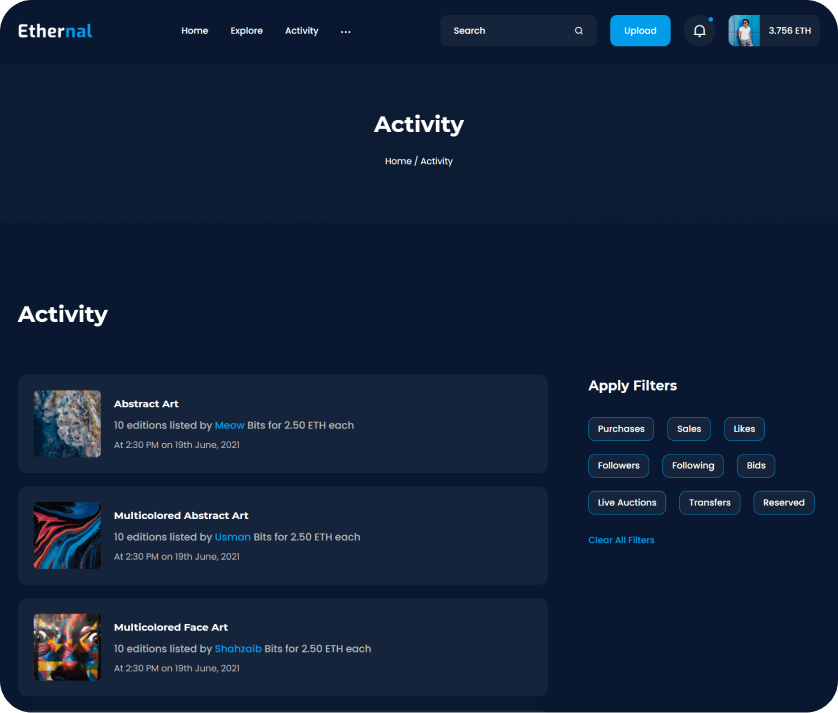 Ethernal Home Explore Activity ... Search Upload 3.756 ETH
Activity
Home / Activity
Activity
Abstract Art
10 editions listed by Meow Bits for 2.50 ETH each
At 2:30 PM on 19th June, 2021
Multicolored Abstract Art
10 editions listed by Usman Bits for 2.50 ETH each
At 2:30 PM on 19th June, 2021
Multicolored Face Art
10 editions listed by Shahzaib Bits for 2.50 ETH each
At 2:30 PM on 19th June, 2021
Apply Filters
Purchases Sales Likes
Followers Following Bids
Live Auctions Transfers Reserved
Clear All Filters